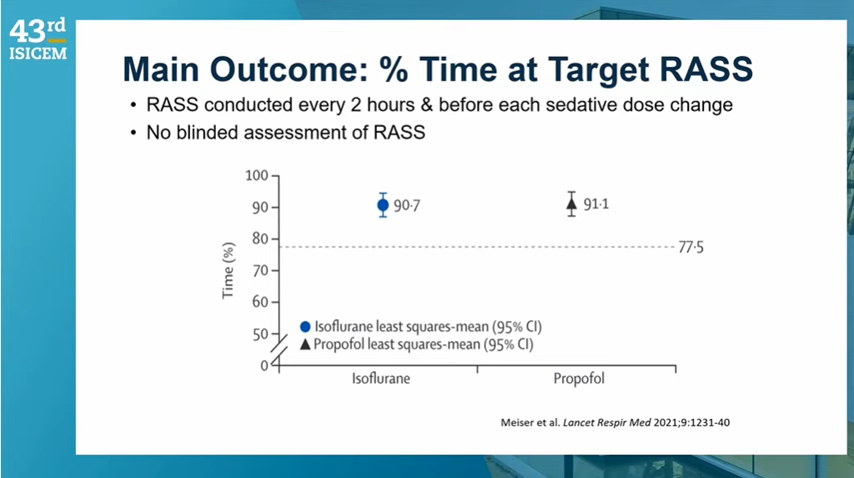 43rd
ISICEM
Main Outcome: % Time at Target RASS
• RASS conducted every 2 hours & before each sedative dose change
• No blinded assessment of RASS
100
90
80
70
60
50
0
Time (%)
90·7
91·1
77·5
Isoflurane least squares-mean (95% CI)
Propofol least squares-mean (95% CI)
Isoflurane
Propofol
Meiser et al. Lancet Respir Med 2021;9:1231-40